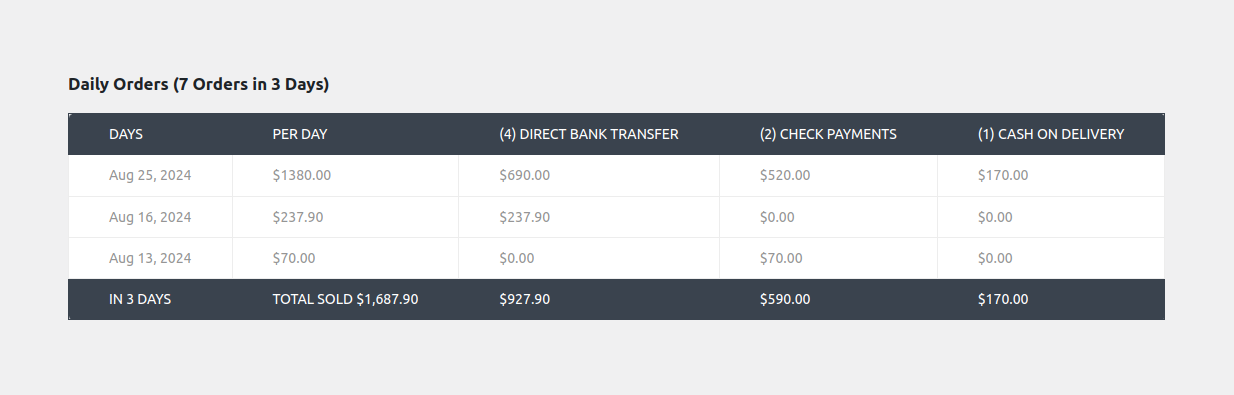 Daily Orders (7 Orders in 3 Days)
DAYS PER DAY (4) DIRECT BANK TRANSFER (2) CHECK PAYMENTS (1) CASH ON DELIVERY
Aug 25, 2024 $1380.00 $690.00 $520.00 $170.00
Aug 16, 2024 $237.90 $237.90 $0.00 $0.00
Aug 13, 2024 $70.00 $0.00 $70.00 $0.00
IN 3 DAYS TOTAL SOLD $1,687.90 $927.90 $590.00 $170.00